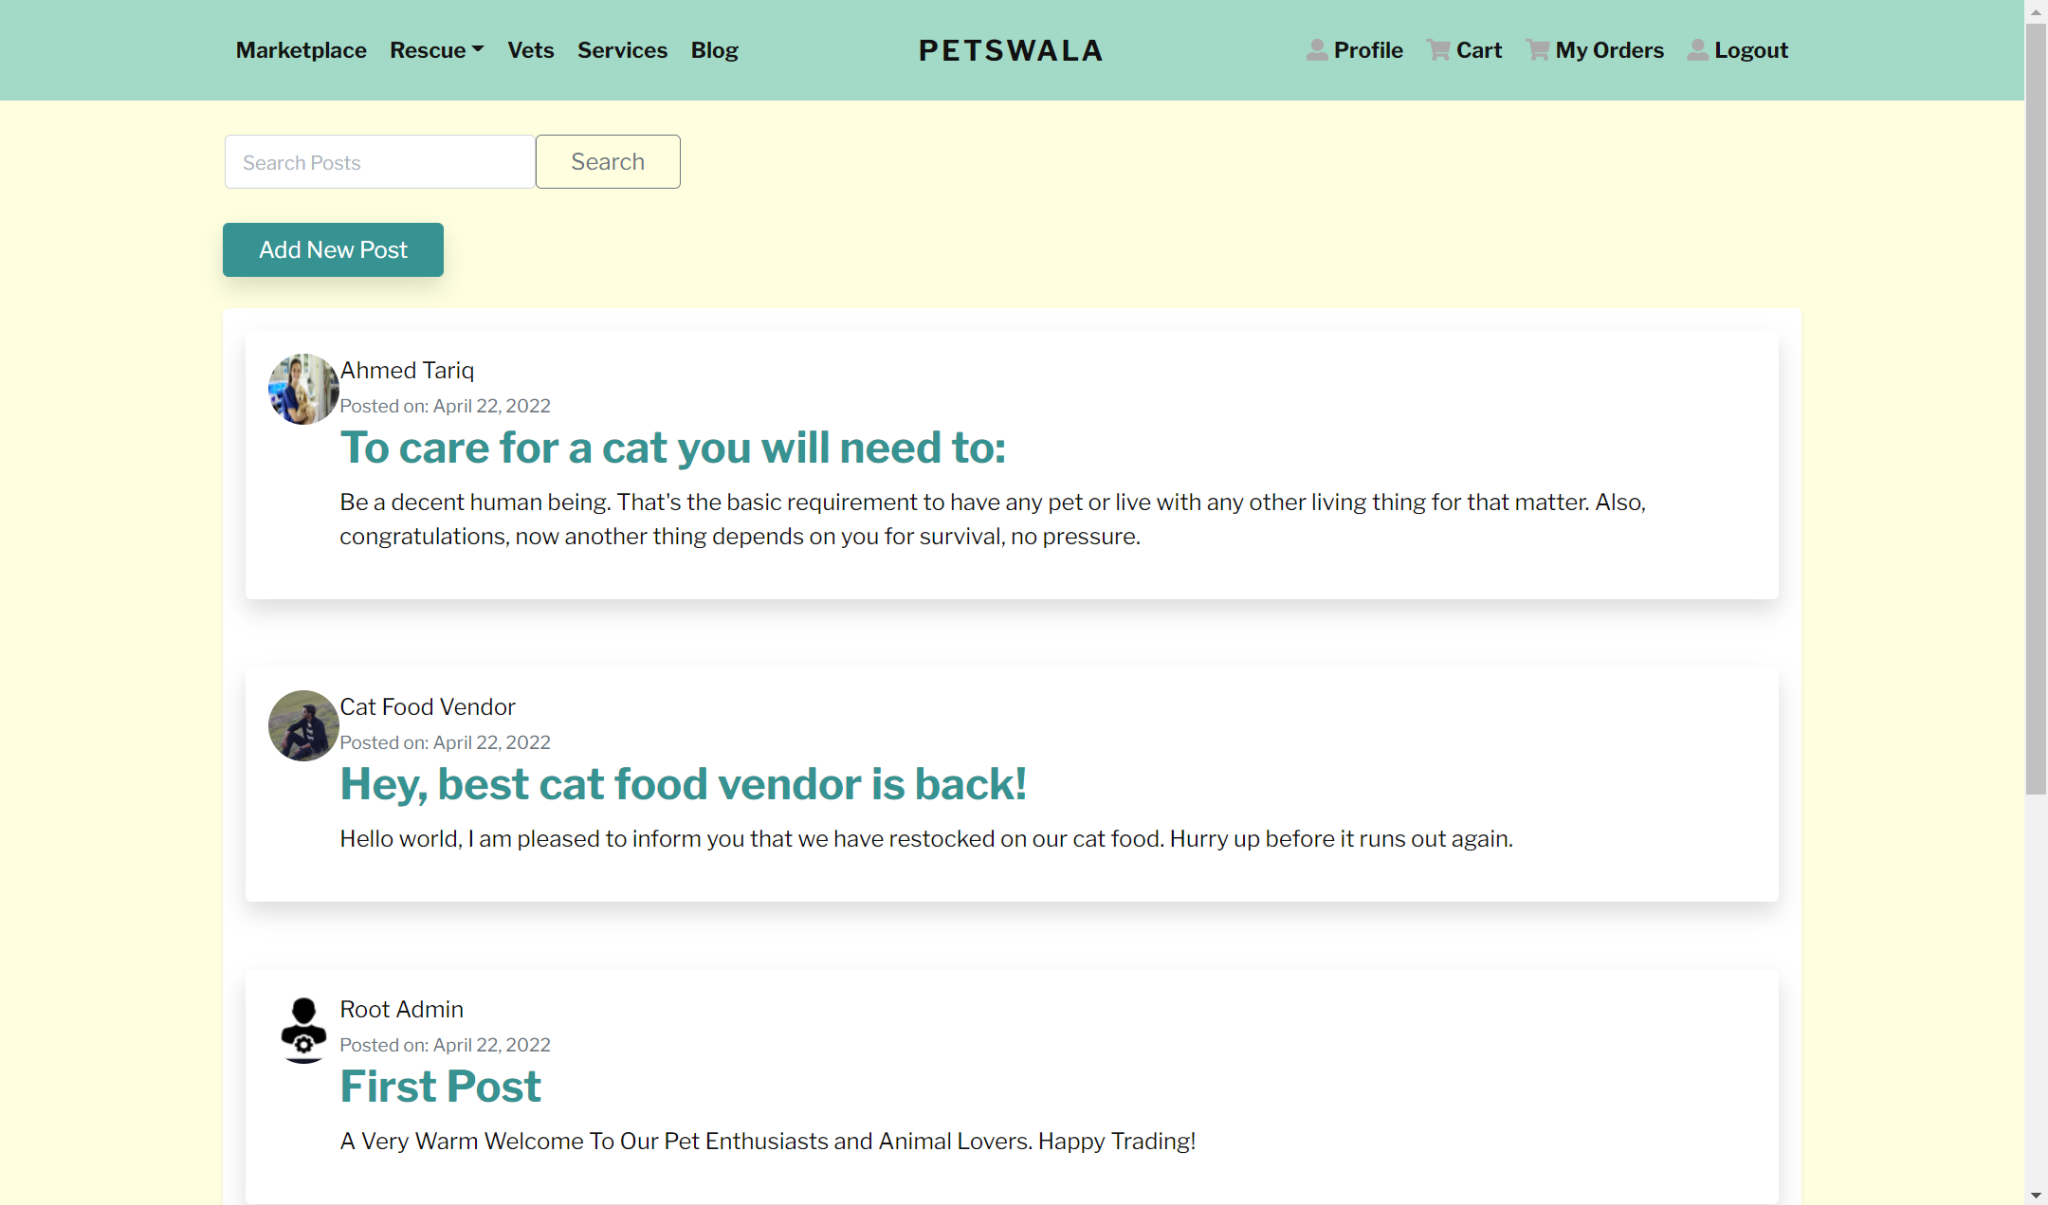 Marketplace Rescue Vets Services Blog PETSWALA Profile Cart My Orders Logout
Search Posts Search
Add New Post
Ahmed Tariq
Posted on: April 22, 2022
To care for a cat you will need to:
Be a decent human being. That's the basic requirement to have any pet or live with any other living thing for that matter. Also,
congratulations, now another thing depends on you for survival, no pressure.
Cat Food Vendor
Posted on: April 22, 2022
Hey, best cat food vendor is back!
Hello world, I am pleased to inform you that we have restocked on our cat food. Hurry up before it runs out again.
Root Admin
Posted on: April 22, 2022
First Post
A Very Warm Welcome To Our Pet Enthusiasts and Animal Lovers. Happy Trading!